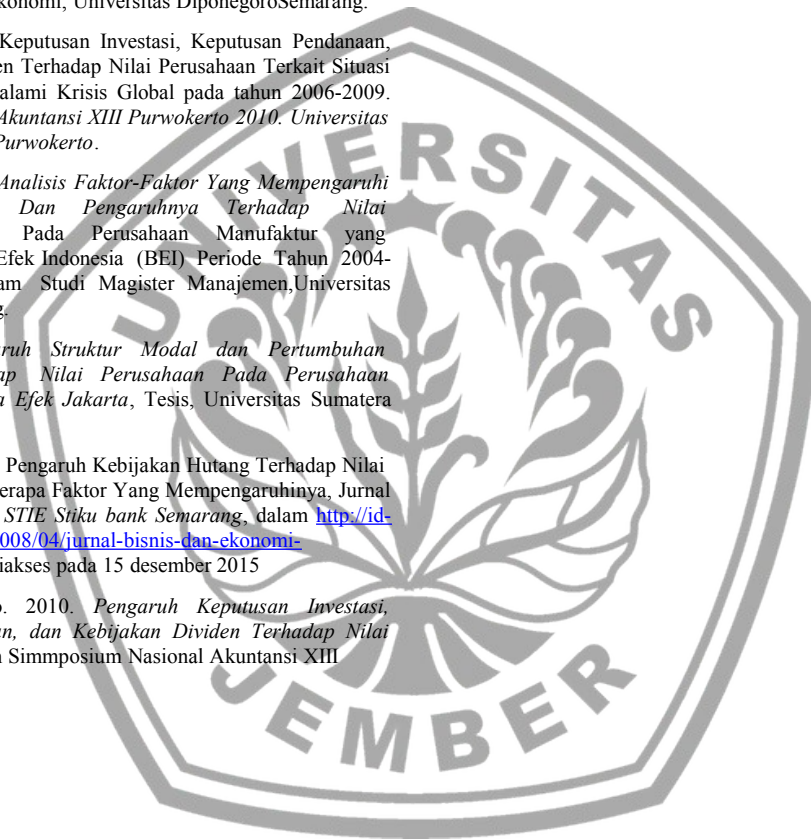 konomi, Universitas DiponegoroSemarang.
Keputusan Investasi, Keputusan Pendanaan,
en Terhadap Nilai Perusahaan Terkait Situasi
alami Krisis Global pada tahun 2006-2009.
Akuntansi XIII Purwokerto 2010. Universitas
Purwokerto.
Analisis Faktor-Faktor Yang Mempengaruhi
Dan Pengaruhnya Terhadap Nilai
Pada Perusahaan Manufaktur yang
Efek Indonesia (BEI) Periode Tahun 2004-
am Studi Magister Manajemen,Universitas
g.
ruh Struktur Modal dan Pertumbuhan
ap Nilai Perusahaan Pada Perusahaan
a Efek Jakarta, Tesis, Universitas Sumatera
Pengaruh Kebijakan Hutang Terhadap Nilai
erapa Faktor Yang Mempengaruhinya, Jurnal
STIE Stiku bank Semarang, dalam http://id-
008/04/jurnal-bisnis-dan-ekonomi-
iakses pada 15 desember 2015
o. 2010. Pengaruh Keputusan Investasi,
an, dan Kebijakan Dividen Terhadap Nilai
n Simmposium Nasional Akuntansi XIII
UNIVERSITAS
JEMBER